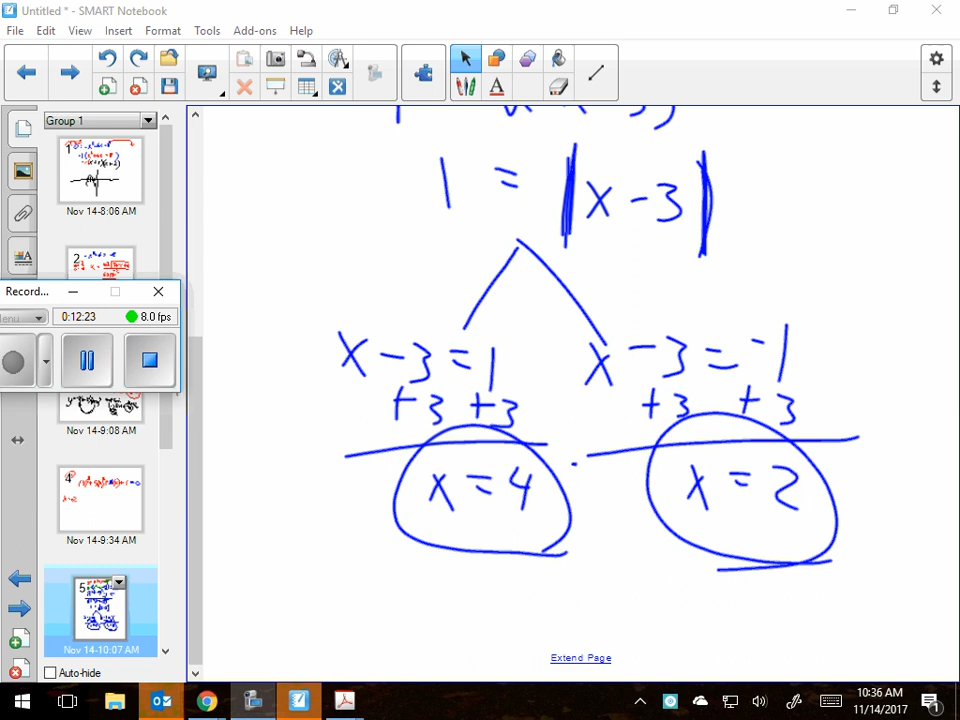 Untitled * - SMART Notebook
File Edit View Insert Format Tools Add-ons Help
Group 1
Nov 14-8:06 AM
Recor...
0:12:23 8.0 fps
Nov 14-9:08 AM
Nov 14-9:34 AM
Nov 14-10:07 AM
Auto-hide
1 = |x - 3|
x - 3 = 1 x - 3 = -1
+3 +3 +3 +3
x = 4 x = 2
Extend Page
10:36 AM
11/14/2017